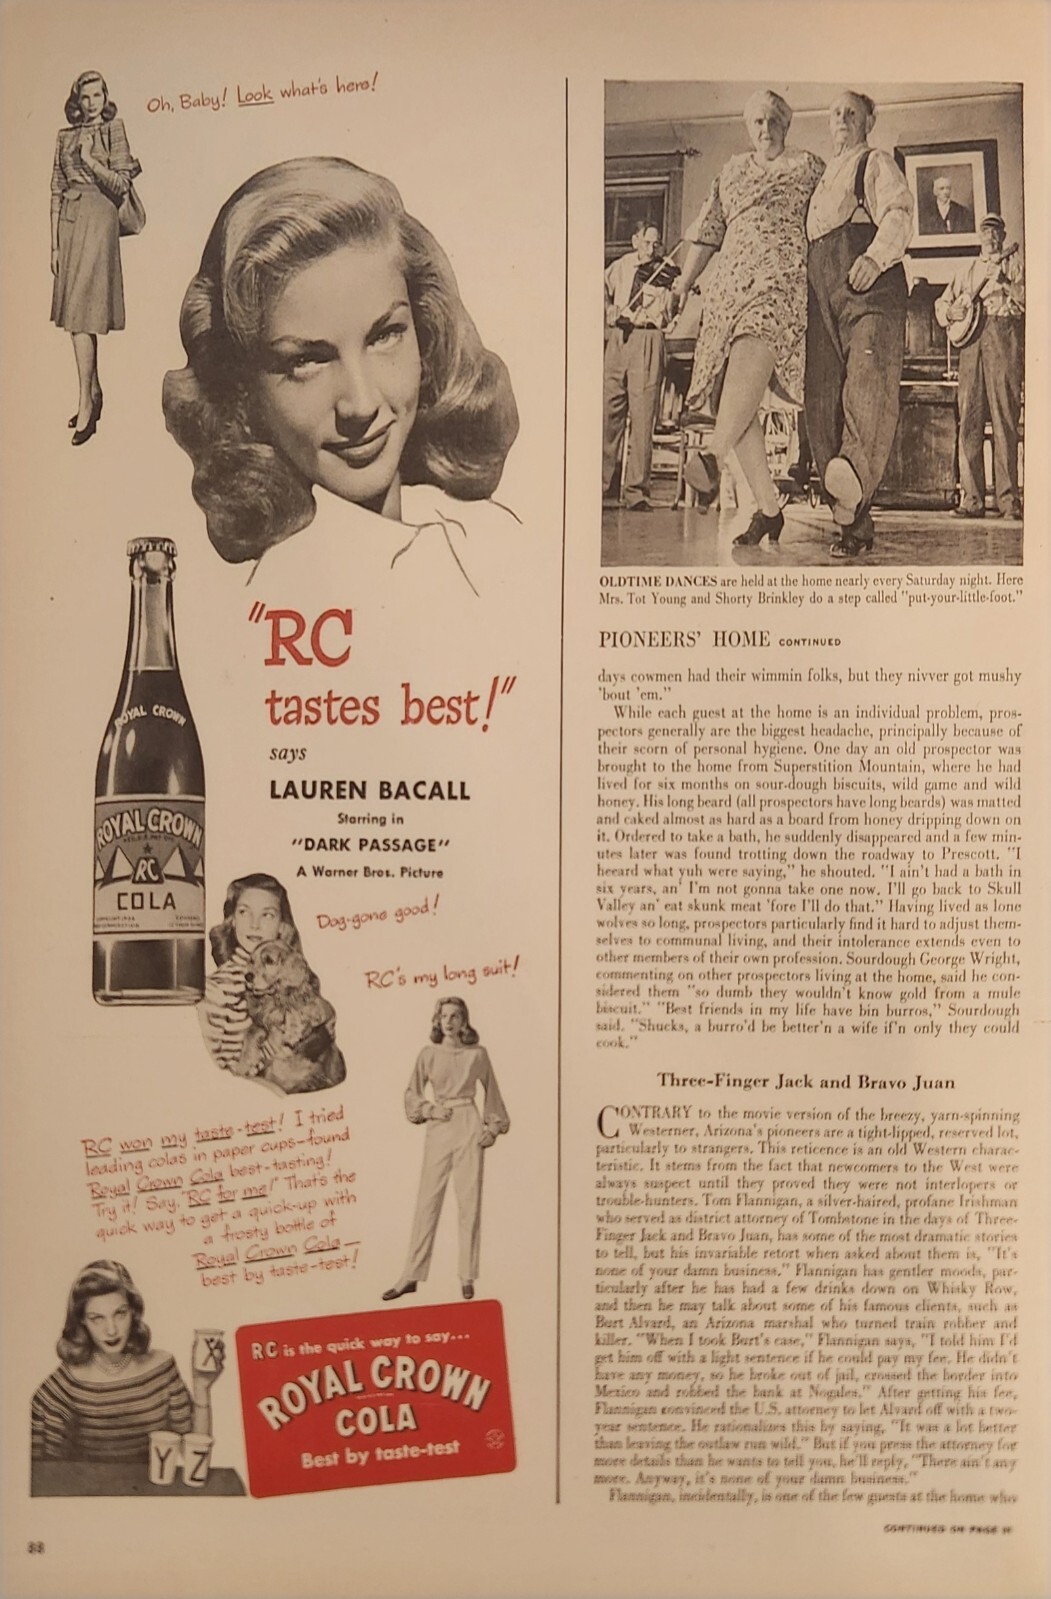 Oh, Baby! Look what's here!
"RC
tastes best!"
says
LAUREN BACALL
Starring in
"DARK PASSAGE"
A Warner Bros. Picture
ROYAL CROWN
ROYAL CROWN
RC
COLA
Dog-gone good!
RC's my long suit!
RC won my taste-test! I tried
leading colas in paper cups—found
Royal Crown Cola best-tasting!
Try it! Say, "RC for me!" That's the
quick way to get a quick-up with
a frosty bottle of
Royal Crown Cola—
best by taste-test!
X
Y Z
RC is the quick way to say...
ROYAL CROWN
COLA
Best by taste-test
88
OLDTIME DANCES are held at the home nearly every Saturday night. Here
Mrs. Tot Young and Shorty Brinkley do a step called "put-your-little-foot."
PIONEERS' HOME CONTINUED
days cowmen had their wimmin folks, but they nivver got mushy
'bout 'em."
While each guest at the home is an individual problem, pros-
pectors generally are the biggest headache, principally because of
their scorn of personal hygiene. One day an old prospector was
brought to the home from Superstition Mountain, where he had
lived for six months on sour-dough biscuits, wild game and wild
honey. His long beard (all prospectors have long beards) was matted
and caked almost as hard as a board from honey dripping down on
it. Ordered to take a bath, he suddenly disappeared and a few min-
utes later was found trotting down the roadway to Prescott. "I
heeard what yuh were saying," he shouted. "I ain't had a bath in
six years, an' I'm not gonna take one now. I'll go back to Skull
Valley an' eat skunk meat 'fore I'll do that." Having lived as lone
wolves so long, prospectors particularly find it hard to adjust them-
selves to communal living, and their intolerance extends even to
other members of their own profession. Sourdough George Wright,
commenting on other prospectors living at the home, said he con-
sidered them "so dumb they wouldn't know gold from a mule
biscuit." "Best friends in my life have bin burros," Sourdough
said. "Shucks, a burro'd be better'n a wife if'n only they could
cook."
Three-Finger Jack and Bravo Juan
CONTRARY to the movie version of the breezy, yarn-spinning
Westerner, Arizona's pioneers are a tight-lipped, reserved lot,
particularly to strangers. This reticence is an old Western charac-
teristic. It stems from the fact that newcomers to the West were
always suspect until they proved they were not interlopers or
trouble-hunters. Tom Flannigan, a silver-haired, profane Irishman
who served as district attorney of Tombstone in the days of Three-
Finger Jack and Bravo Juan, has some of the most dramatic stories
to tell, but his invariable retort when asked about them is, "It's
none of your damn business." Flannigan has gentler moods, par-
ticularly after he has had a few drinks down on Whisky Row,
and then he may talk about some of his famous clients, such as
Burt Alvard, an Arizona marshal who turned train robber and
killer. "When I took Burt's case," Flannigan says, "I told him I'd
get him off with a light sentence if he could pay my fee. He didn't
have any money, so he broke out of jail, crossed the border into
Mexico and robbed the bank at Nogales." After getting his fee,
Flannigan convinced the U.S. attorney to let Alvard off with a two-
year sentence. He rationalizes this by saying, "It was a lot better
than leaving the outlaw run wild." But if you press the attorney for
more details than he wants to tell you, he'll reply, "There ain't any
more. Anyway, it's none of your damn business."
Flannigan, incidentally, is one of the few guests at the home who
CONTINUED ON PAGE